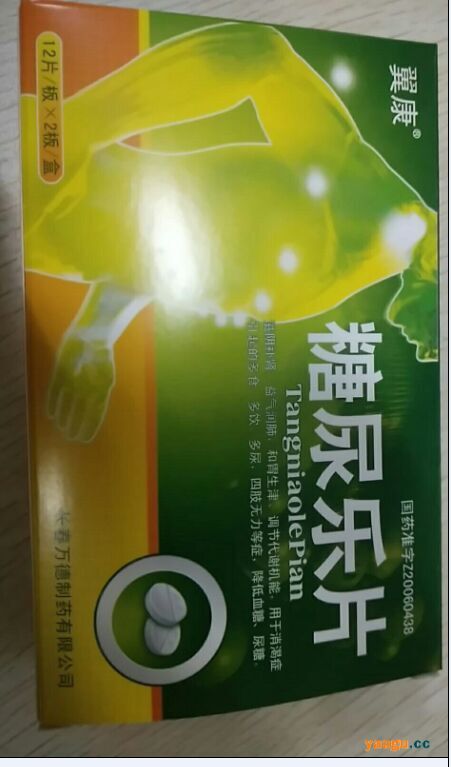 翼康®
国药准字Z20060438
糖尿乐片
TangniaolePian
滋阴补肾,益气润肺,和胃生津,调节代谢机能,用于消渴症
引起的多食、多饮、多尿,四肢无力等症,降低血糖、尿糖。
12片/板×2板/盒
长春万德制药有限公司
yaagu.cc